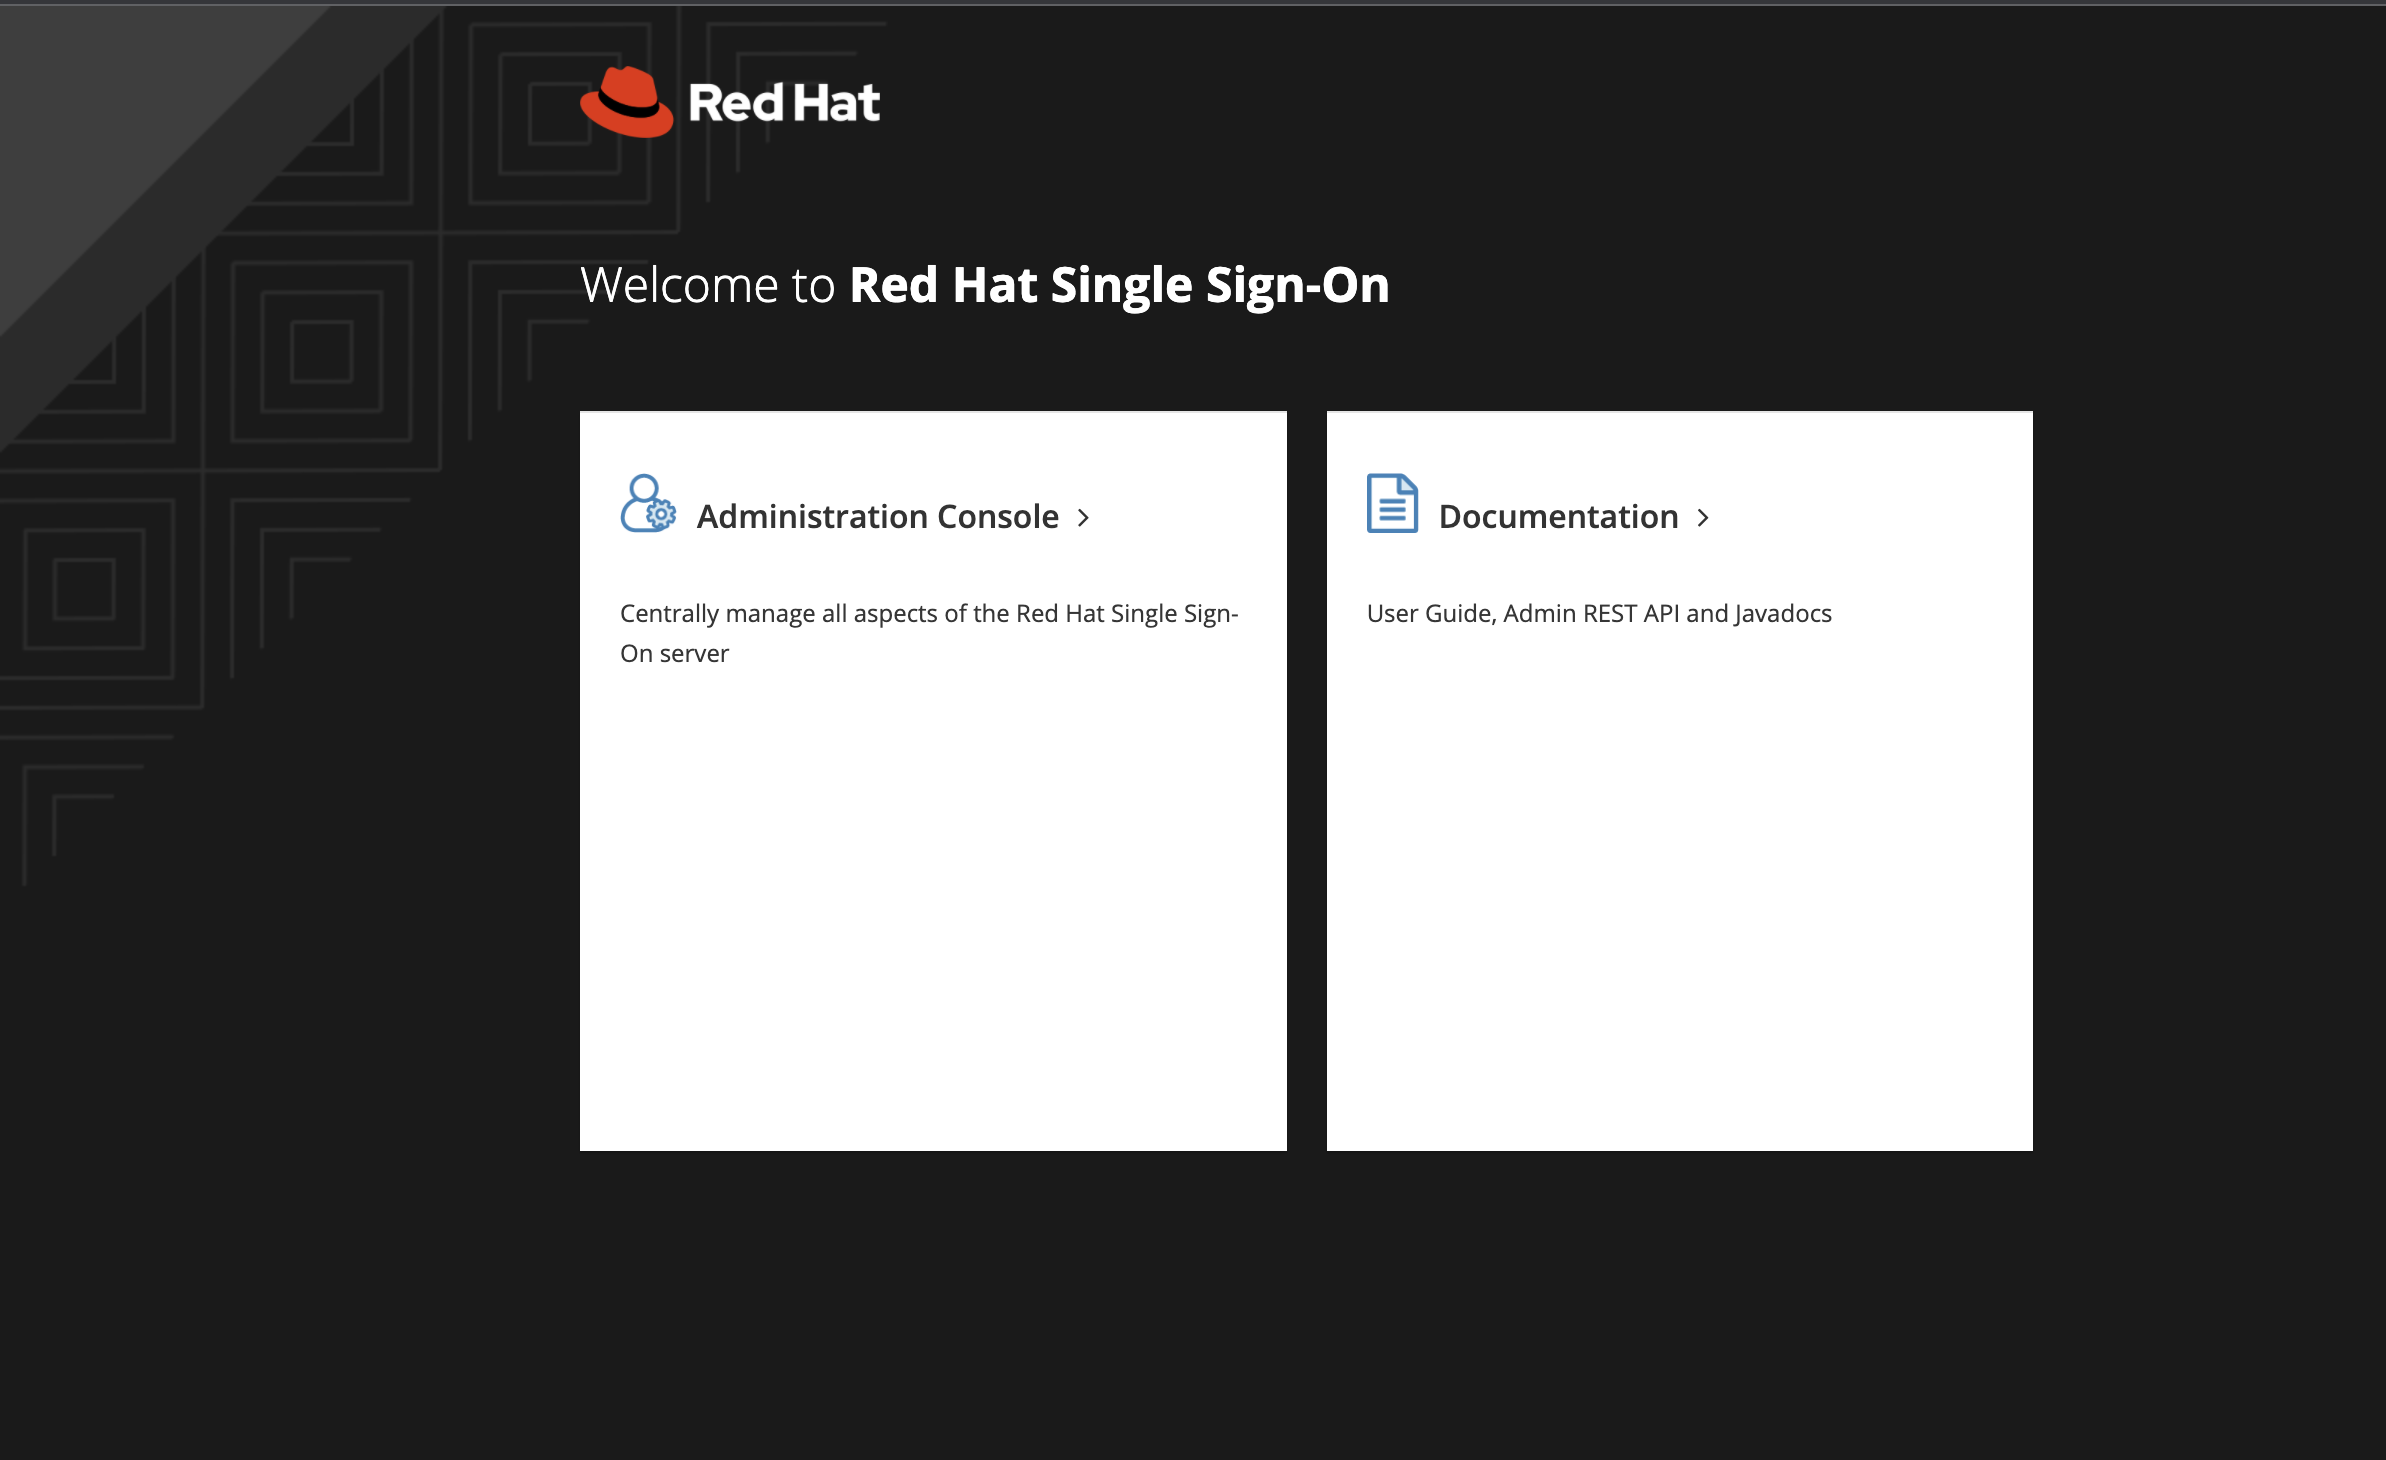 Red Hat
Welcome to Red Hat Single Sign-On
Administration Console
Centrally manage all aspects of the Red Hat Single Sign-
On server
Documentation
User Guide, Admin REST API and Javadocs